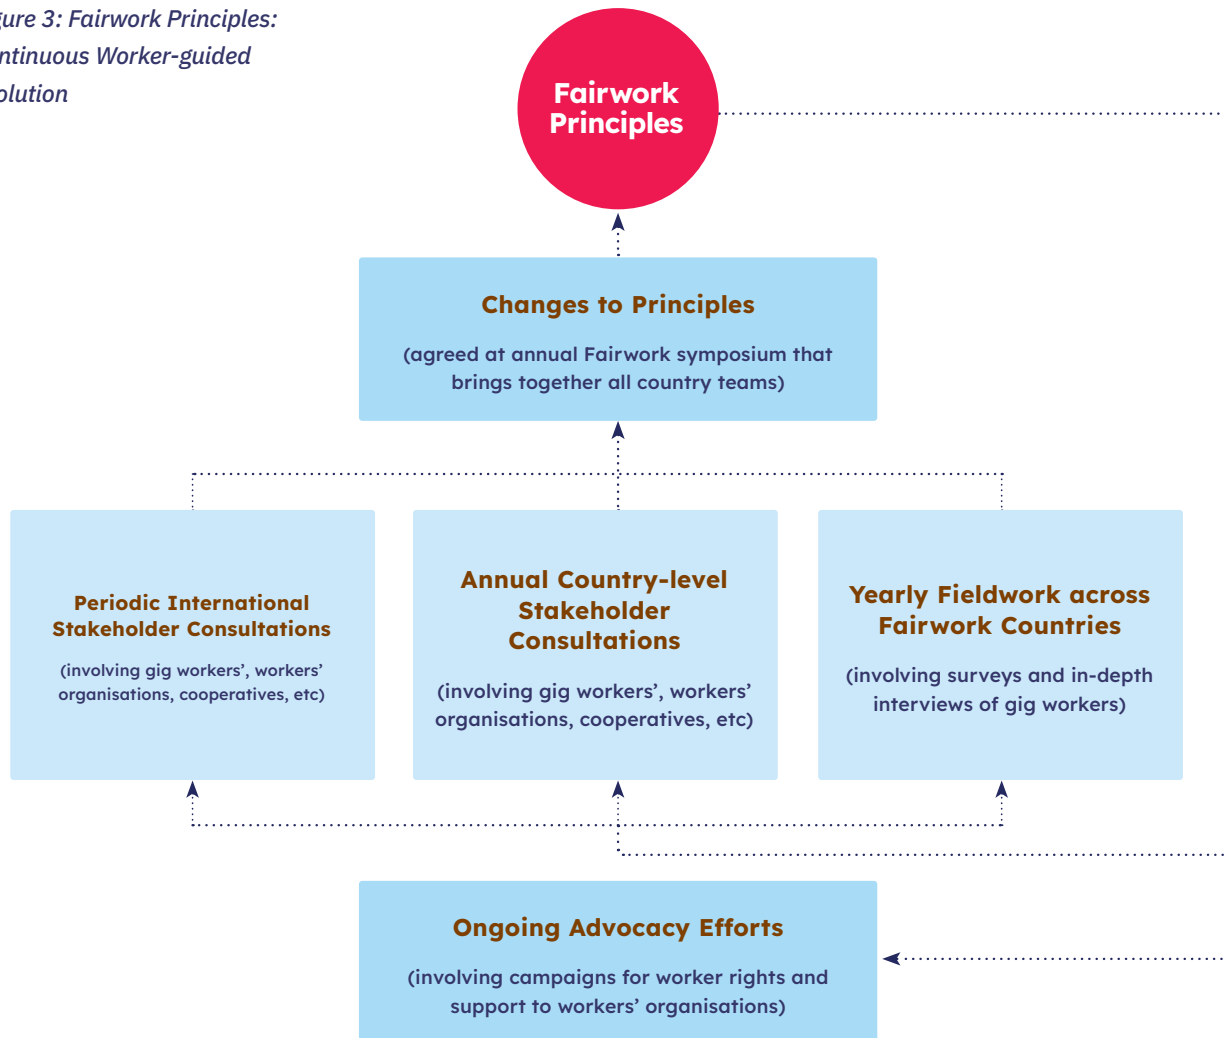 gure 3: Fairwork Principles:
ntinuous Worker-guided
olution
Fairwork
Principles
Changes to Principles
(agreed at annual Fairwork symposium that
brings together all country teams)
Periodic International
Stakeholder Consultations
(involving gig workers’, workers’
organisations, cooperatives, etc)
Annual Country-level
Stakeholder
Consultations
(involving gig workers’, workers’
organisations, cooperatives, etc)
Yearly Fieldwork across
Fairwork Countries
(involving surveys and in-depth
interviews of gig workers)
Ongoing Advocacy Efforts
(involving campaigns for worker rights and
support to workers’ organisations)